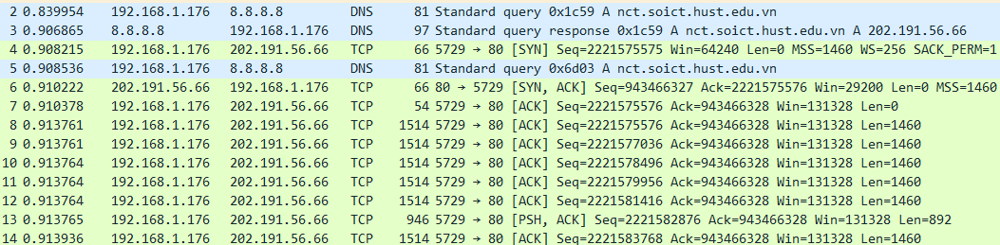 2 0.839954 192.168.1.176 8.8.8.8 DNS 81 Standard query 0x1c59 A nct.soict.hust.edu.vn
3 0.906865 8.8.8.8 192.168.1.176 DNS 97 Standard query response 0x1c59 A nct.soict.hust.edu.vn A 202.191.56.66
4 0.908215 192.168.1.176 202.191.56.66 TCP 66 5729 → 80 [SYN] Seq=2221575575 Win=64240 Len=0 MSS=1460 WS=256 SACK_PERM=1
5 0.908536 192.168.1.176 8.8.8.8 DNS 81 Standard query 0x6d03 A nct.soict.hust.edu.vn
6 0.910222 202.191.56.66 192.168.1.176 TCP 66 80 → 5729 [SYN, ACK] Seq=943466327 Ack=2221575576 Win=29200 Len=0 MSS=1460
7 0.910378 192.168.1.176 202.191.56.66 TCP 54 5729 → 80 [ACK] Seq=2221575576 Ack=943466328 Win=131328 Len=0
8 0.913761 192.168.1.176 202.191.56.66 TCP 1514 5729 → 80 [ACK] Seq=2221575576 Ack=943466328 Win=131328 Len=1460
9 0.913761 192.168.1.176 202.191.56.66 TCP 1514 5729 → 80 [ACK] Seq=2221577036 Ack=943466328 Win=131328 Len=1460
10 0.913764 192.168.1.176 202.191.56.66 TCP 1514 5729 → 80 [ACK] Seq=2221578496 Ack=943466328 Win=131328 Len=1460
11 0.913764 192.168.1.176 202.191.56.66 TCP 1514 5729 → 80 [ACK] Seq=2221579956 Ack=943466328 Win=131328 Len=1460
12 0.913764 192.168.1.176 202.191.56.66 TCP 1514 5729 → 80 [ACK] Seq=2221581416 Ack=943466328 Win=131328 Len=1460
13 0.913765 192.168.1.176 202.191.56.66 TCP 946 5729 → 80 [PSH, ACK] Seq=2221582876 Ack=943466328 Win=131328 Len=892
14 0.913936 192.168.1.176 202.191.56.66 TCP 1514 5729 → 80 [ACK] Seq=2221583768 Ack=943466328 Win=131328 Len=1460